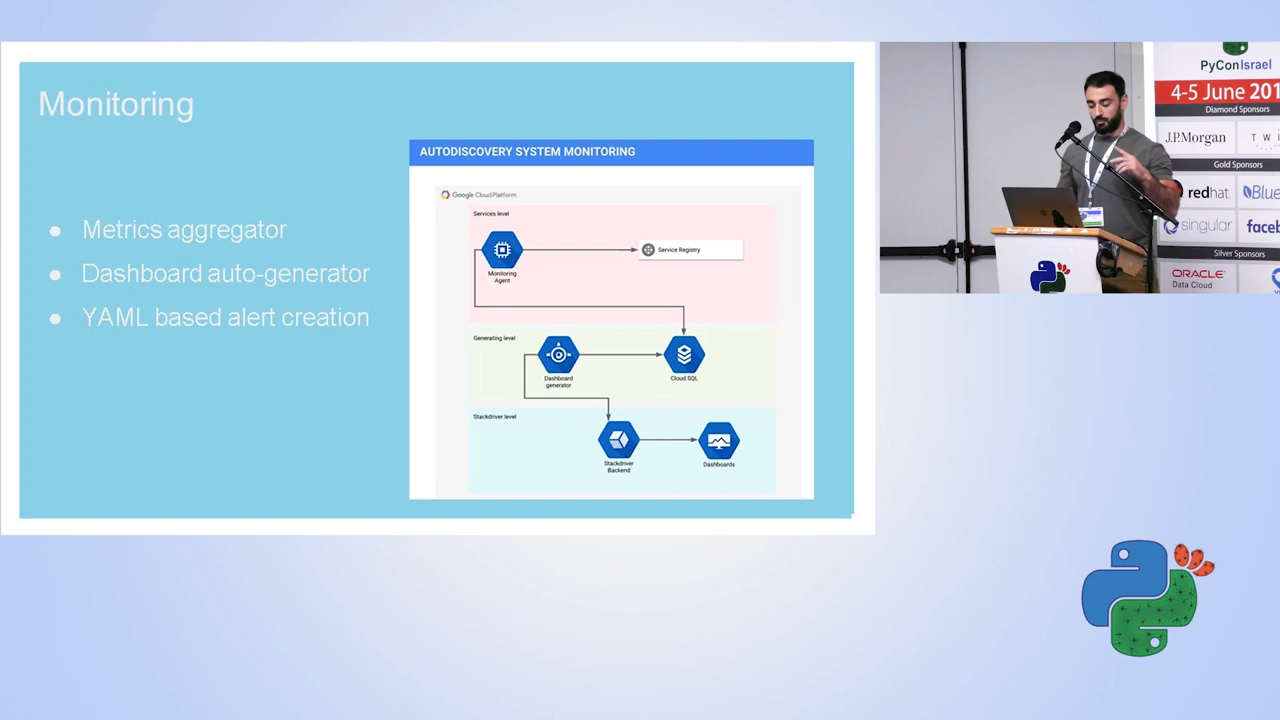 Monitoring
Metrics aggregator
Dashboard auto-generator
YAML based alert creation
AUTODISCOVERY SYSTEM MONITORING
Google Cloud Platform
Services level
Monitoring
Agent
Service Registry
Generating level
Dashboard
generator
Cloud SQL
Stackdriver level
Stackdriver
Backend
Dashboards
PyConIsrael
4-5 June 201
Diamond Sponsors
J.P.Morgan
TW
Gold Sponsors
redhat.
Blue
singular
faceb
Silver Sponsors
ORACLE
Data Cloud